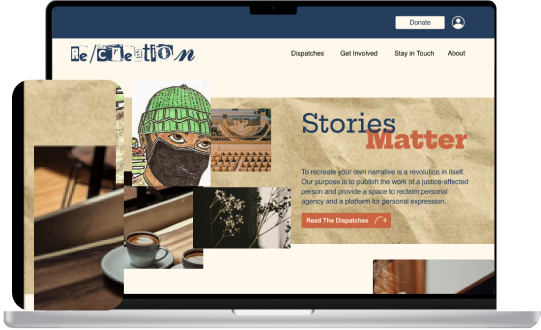 Donate
Re/creation
Dispatches Get Involved Stay in Touch About
Stories
Matter
To recreate your own narrative is a revolution in itself.
Our purpose is to publish the work of a justice-affected
person and provide a space to reclaim personal
agency and a platform for personal expression.
Read The Dispatches